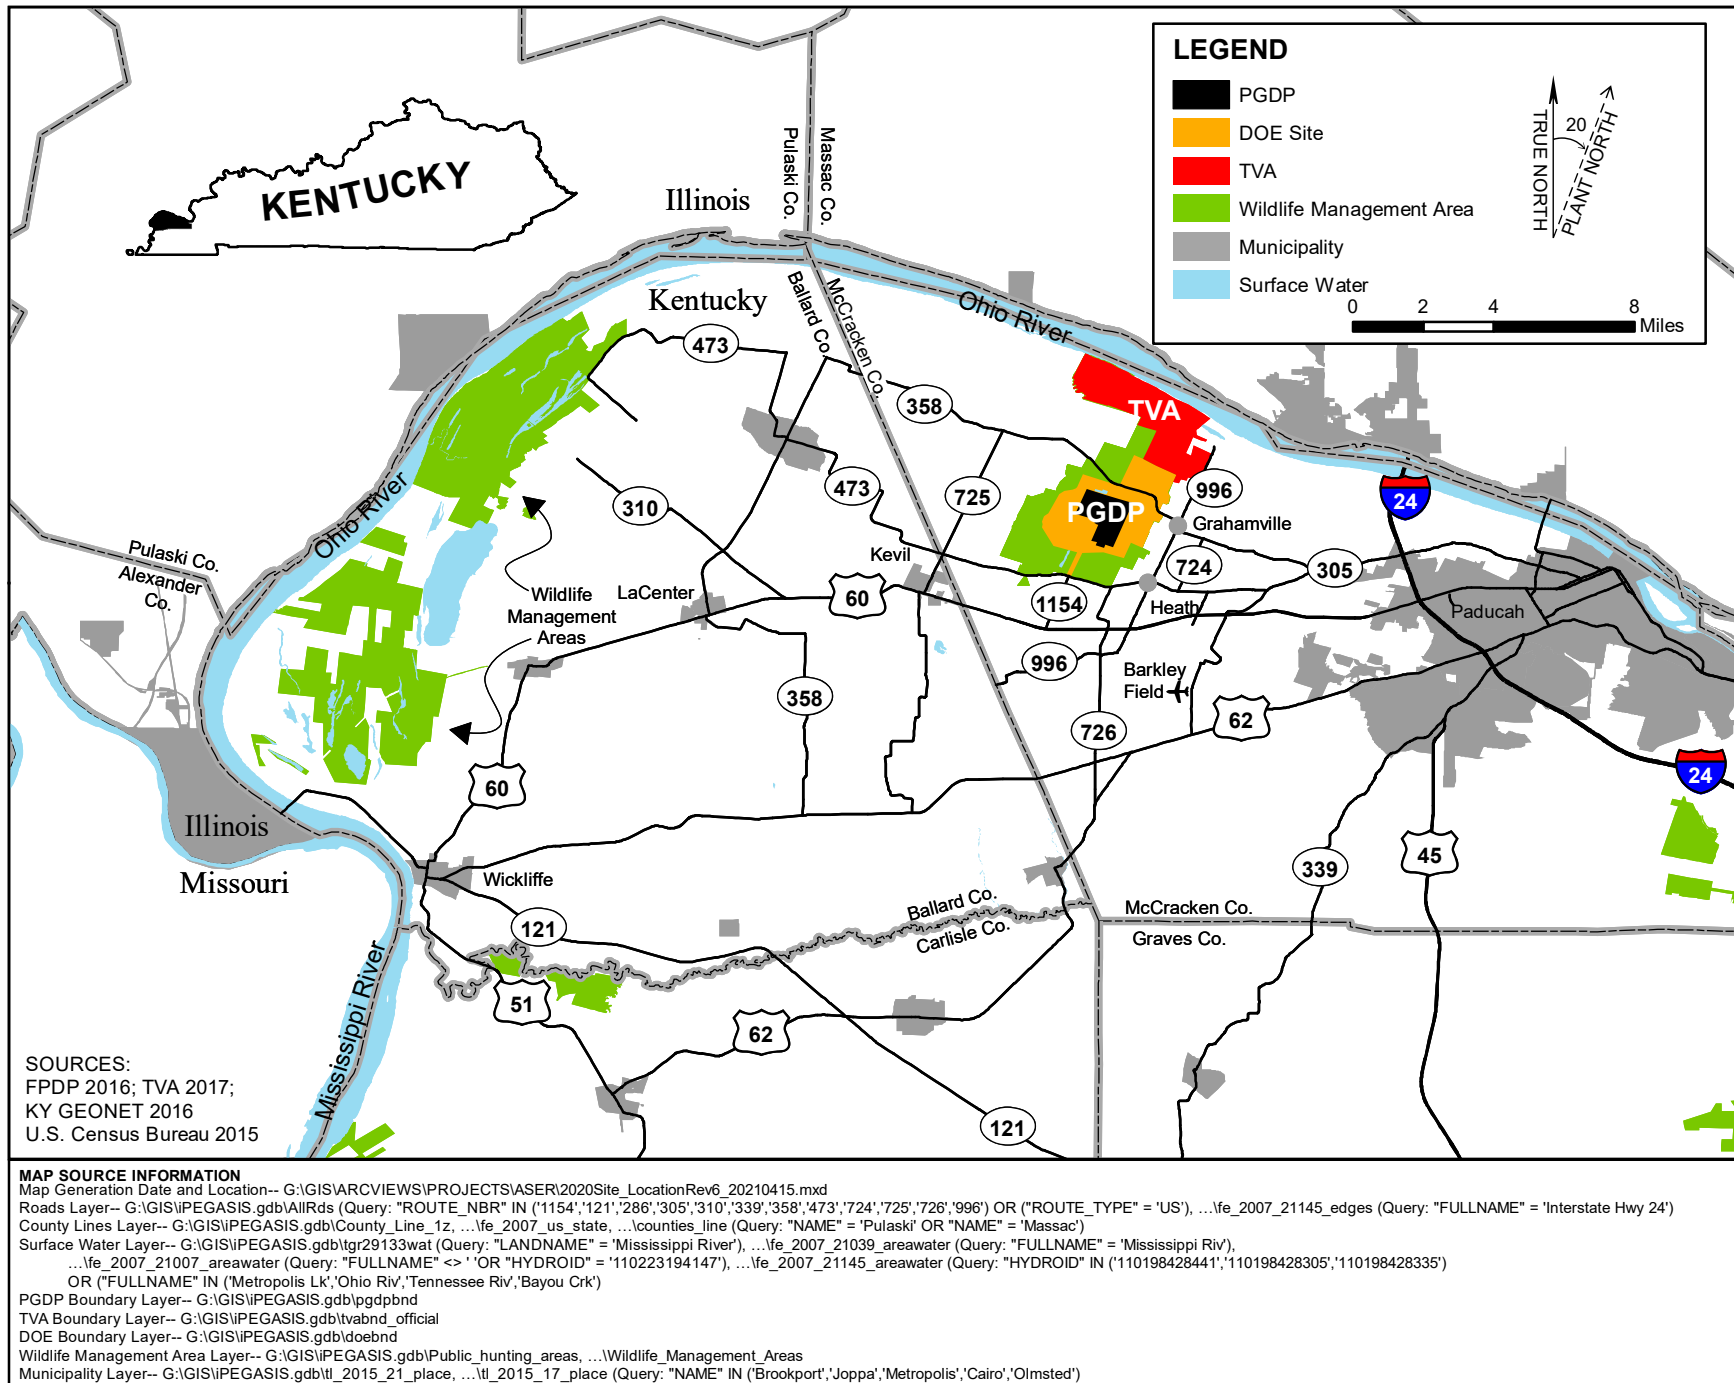 LEGEND
PGDP
DOE Site
TVA
Wildlife Management Area
Municipality
Surface Water
TRUE NORTH
20
PLANT NORTH
0 2 4 8 Miles
KENTUCKY
Pulaski Co.
Massac Co.
Illinois
Kentucky
Ballard Co.
McCracken Co.
Ohio River
473
358
TVA
725
473
996
24
PGDP
Grahamville
310
Ohio River
Pulaski Co.
Alexander
Co.
Kevil
724
305
LaCenter
60
1154
Heath
Paducah
Wildlife
Management
Areas
996
Barkley
Field
358
62
726
60
24
Illinois
Missouri
Wickliffe
339
45
Ballard Co.
Carlisle Co.
McCracken Co.
Graves Co.
121
51
62
Mississippi River
121
SOURCES:
FPDP 2016; TVA 2017;
KY GEONET 2016
U.S. Census Bureau 2015
MAP SOURCE INFORMATION
Map Generation Date and Location-- G:\GIS\ARCVIEWS\PROJECTS\ASER\2020Site_LocationRev6_20210415.mxd
Roads Layer-- G:\GIS\iPEGASIS.gdb\AllRds (Query: "ROUTE_NBR" IN ('1154','121','286','305','310','339','358','473','724','725','726','996') OR ("ROUTE_TYPE" = 'US'), ...\fe_2007_21145_edges (Query: "FULLNAME" = 'Interstate Hwy 24')
County Lines Layer-- G:\GIS\iPEGASIS.gdb\County_Line_1z, ...\fe_2007_us_state, ...\counties_line (Query: "NAME" = 'Pulaski' OR "NAME" = 'Massac')
Surface Water Layer-- G:\GIS\iPEGASIS.gdb\tgr29133wat (Query: "LANDNAME" = 'Mississippi River'), ...\fe_2007_21039_areawater (Query: "FULLNAME" = 'Mississippi Riv'),
...\fe_2007_21007_areawater (Query: "FULLNAME" <> ' 'OR "HYDROID" = '110223194147'), ...\fe_2007_21145_areawater (Query: "HYDROID" IN ('110198428441','110198428305','110198428335')
OR ("FULLNAME" IN ('Metropolis Lk','Ohio Riv','Tennessee Riv','Bayou Crk')
PGDP Boundary Layer-- G:\GIS\iPEGASIS.gdb\pgdpbnd
TVA Boundary Layer-- G:\GIS\iPEGASIS.gdb\tvabnd_official
DOE Boundary Layer-- G:\GIS\iPEGASIS.gdb\doebnd
Wildlife Management Area Layer-- G:\GIS\iPEGASIS.gdb\Public_hunting_areas, ...\Wildlife_Management_Areas
Municipality Layer-- G:\GIS\iPEGASIS.gdb\tl_2015_21_place, ...\tl_2015_17_place (Query: "NAME" IN ('Brookport','Joppa','Metropolis','Cairo','Olmsted')